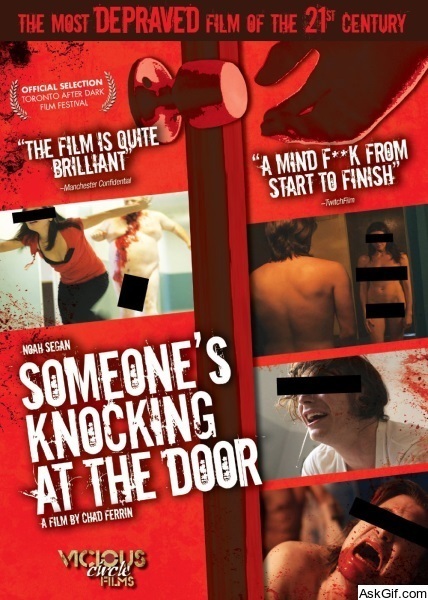 THE MOST DEPRAVED FILM OF THE 21ST CENTURY
OFFICIAL SELECTION
TORONTO AFTER DARK
FILM FESTIVAL
"THE FILM IS QUITE
BRILLIANT"
–Manchester Confidential
"A MIND F**K FROM
START TO FINISH"
–TwitchFilm
NOAH SEGAN
SOMEONE'S
KNOCKING
AT THE DOOR
A FILM BY CHAD FERRIN
VICIOUS
circle
FILMS
AskGif.com